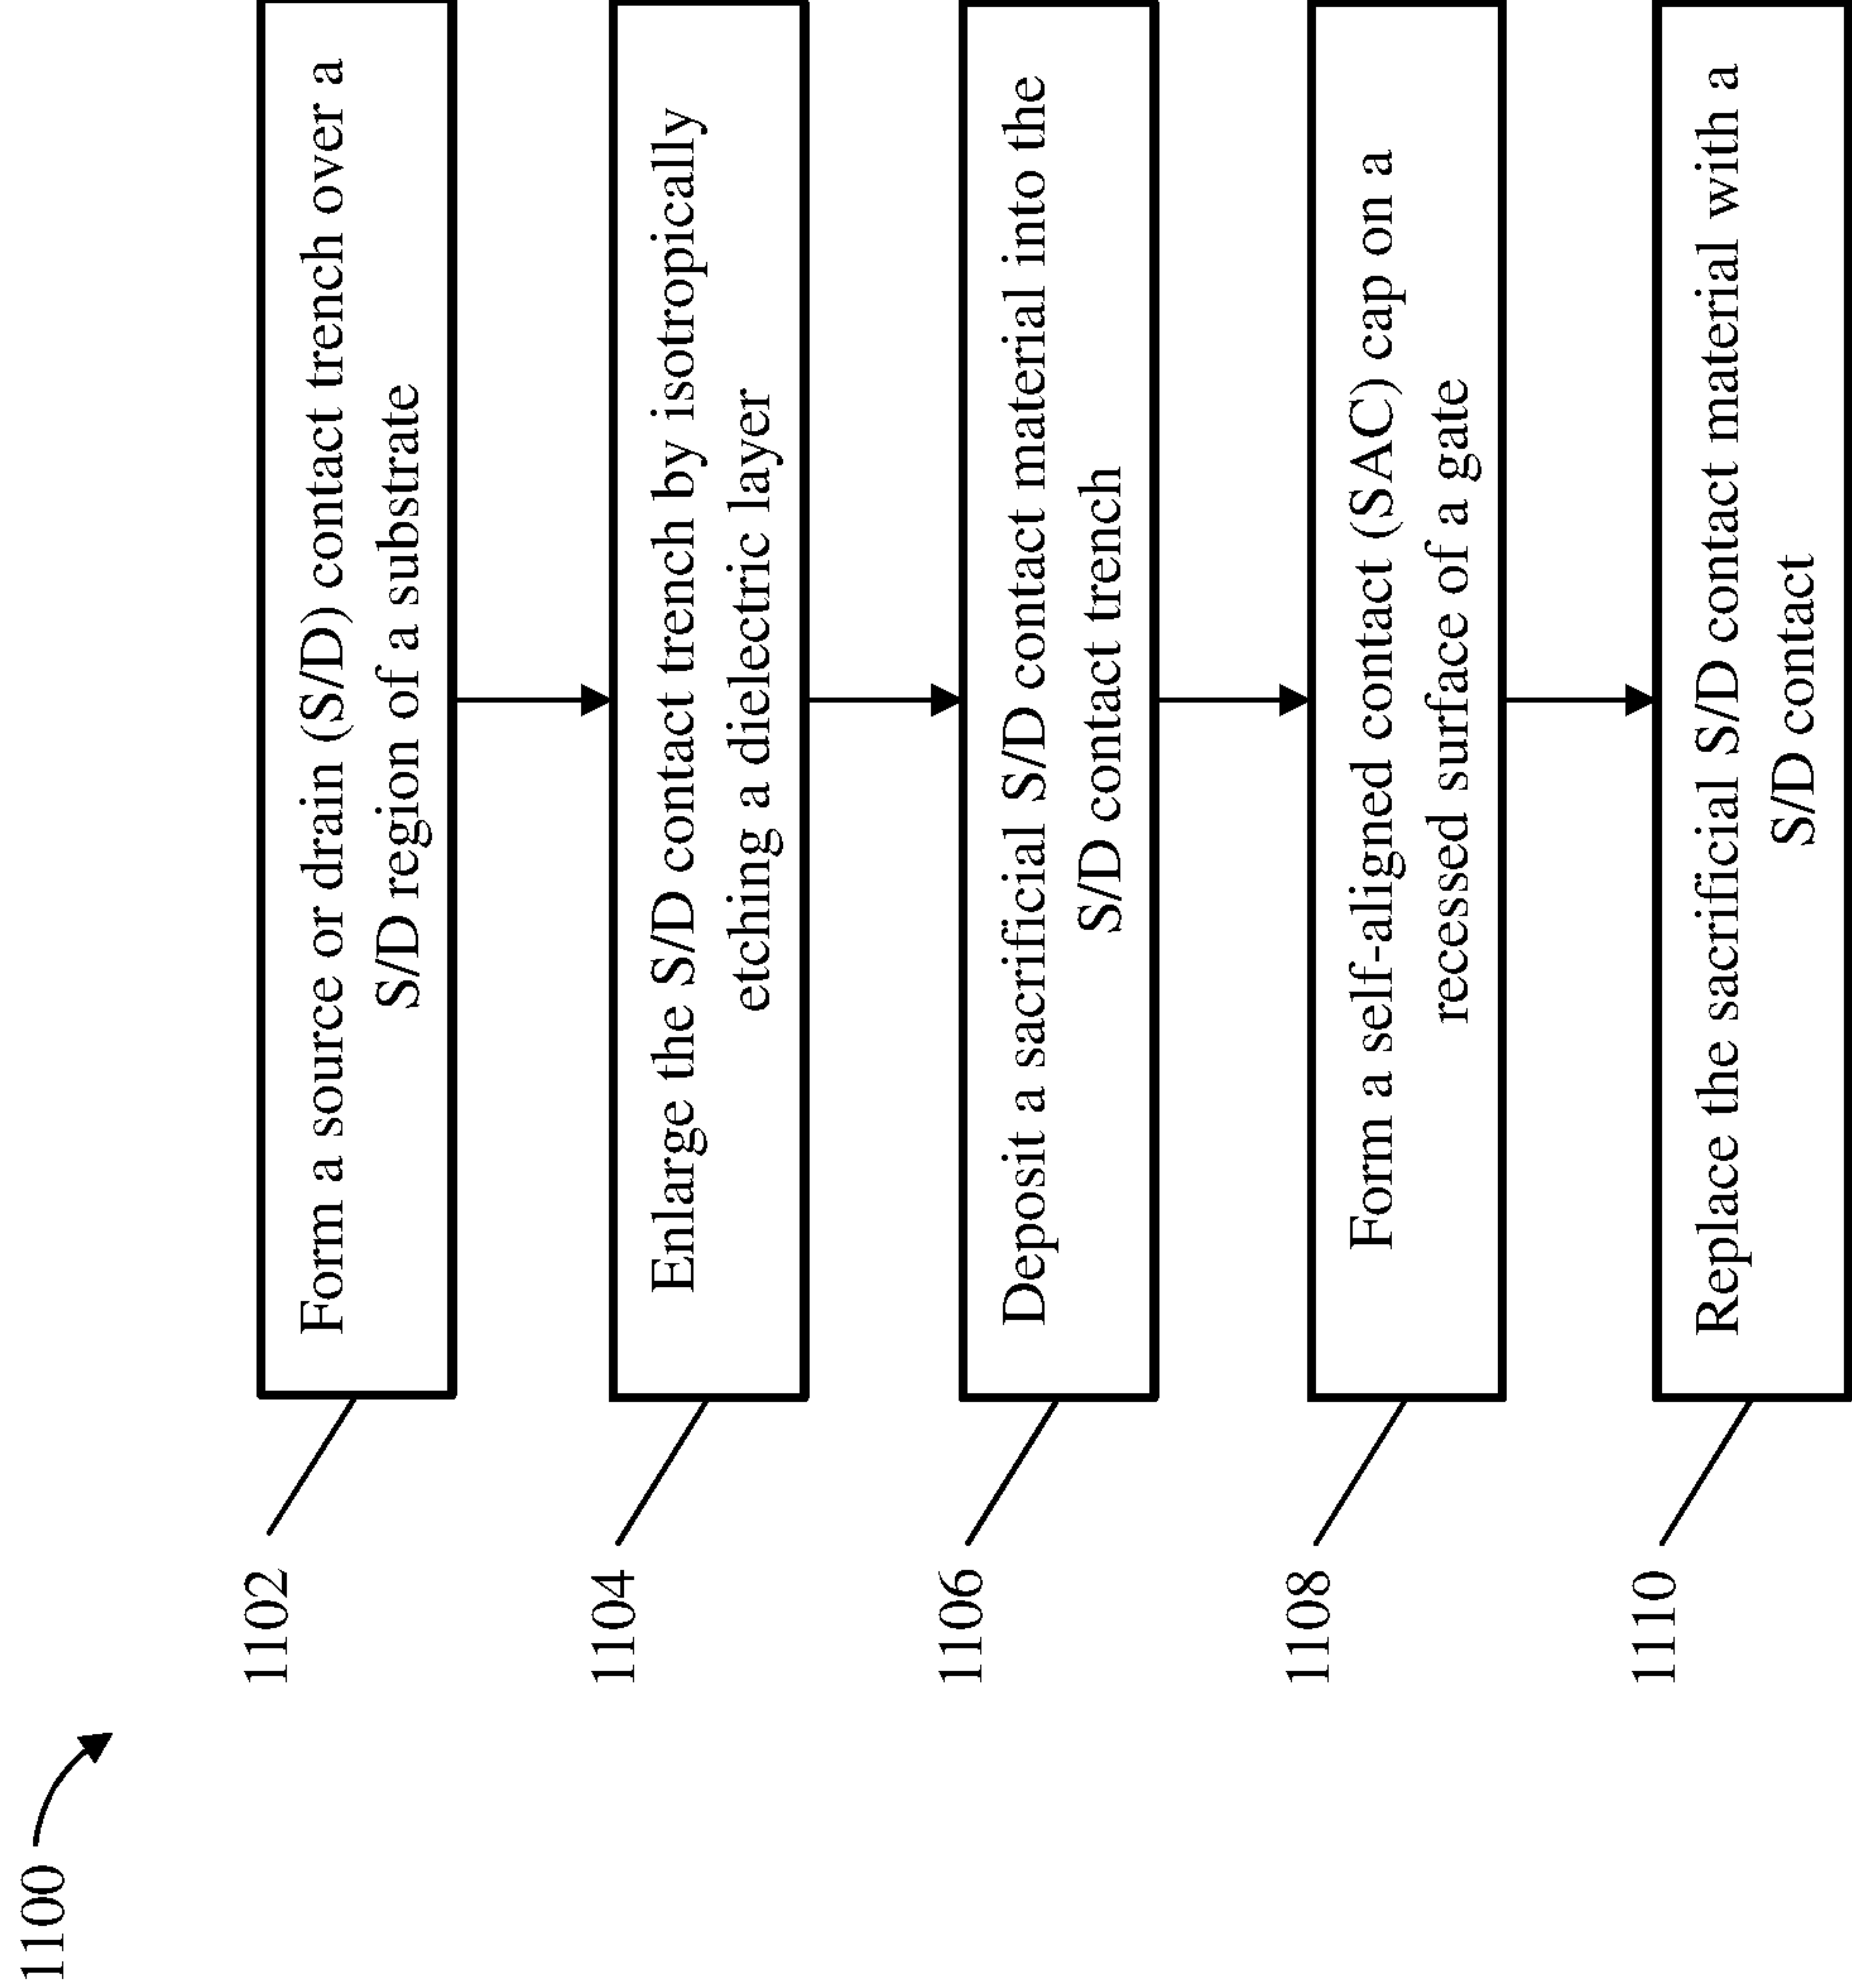 1100
1102
Form a source or drain (S/D) contact trench over a
S/D region of a substrate
1104
Enlarge the S/D contact trench by isotropically
etching a dielectric layer
1106
Deposit a sacrificial S/D contact material into the
S/D contact trench
1108
Form a self-aligned contact (SAC) cap on a
recessed surface of a gate
1110
Replace the sacrificial S/D contact material with a
S/D contact